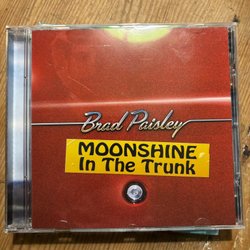 Brad Paisley
MOONSHINE
In The Trunk